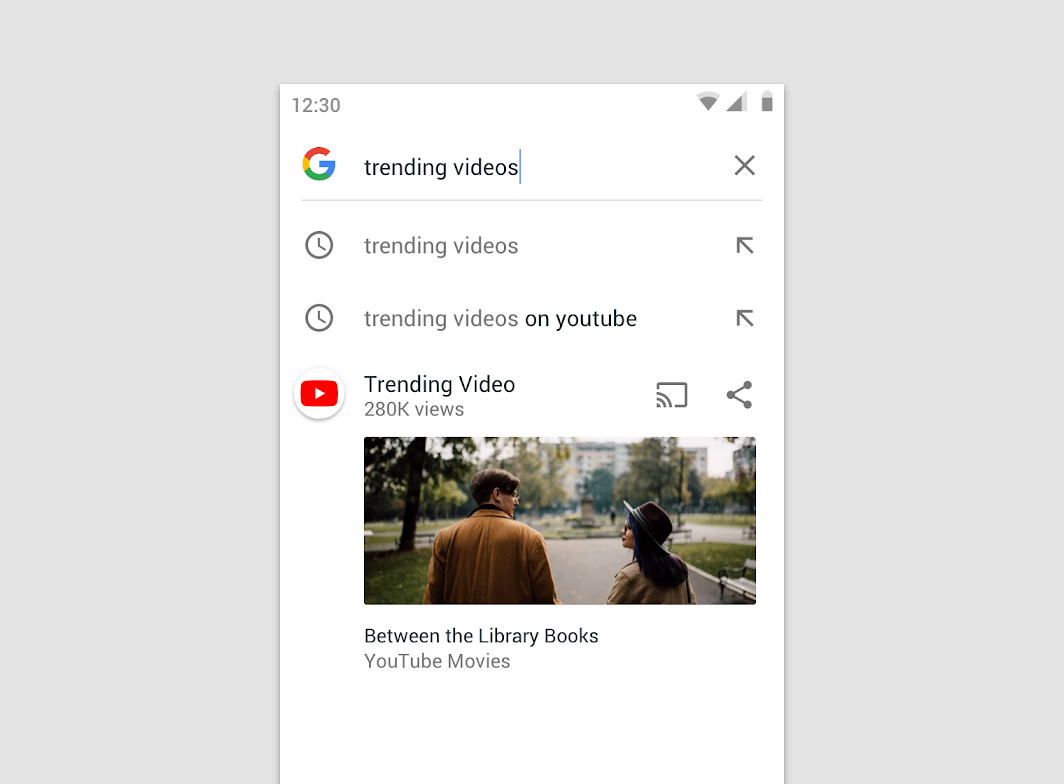 12:30
trending videos
trending videos
trending videos on youtube
Trending Video
280K views
Between the Library Books
YouTube Movies